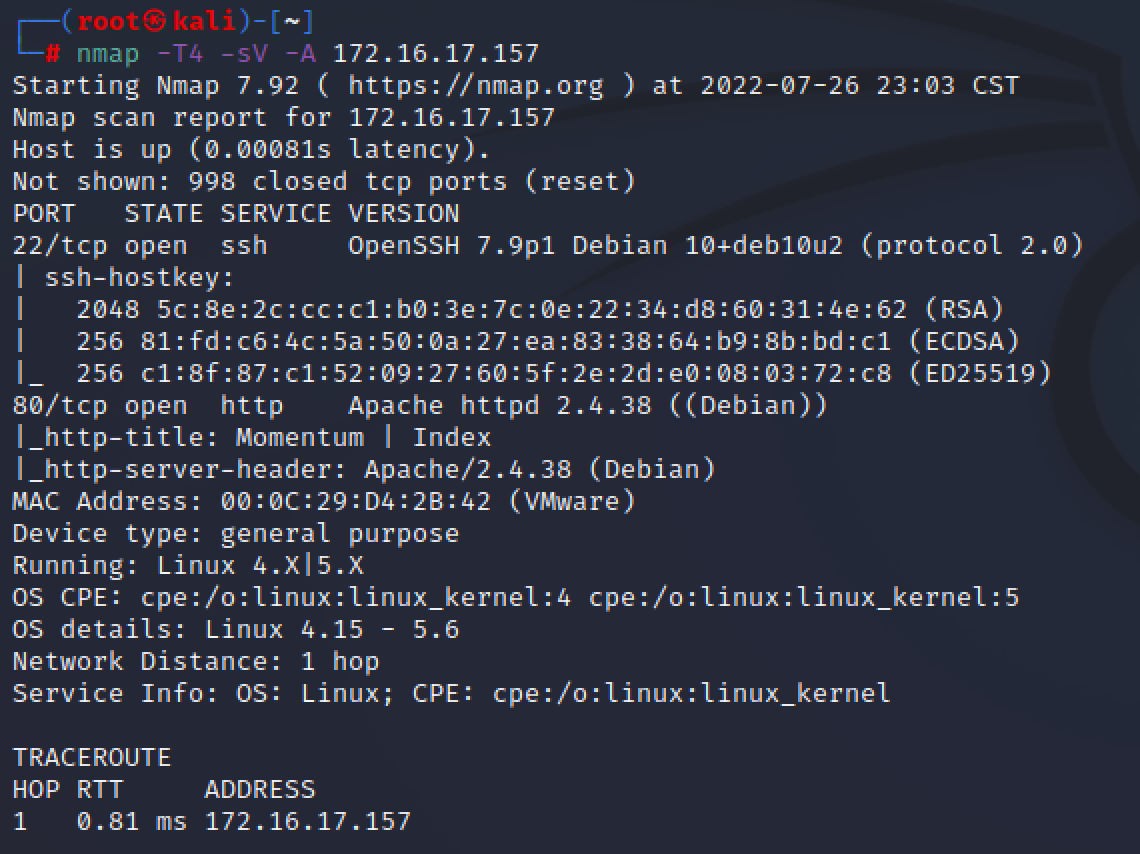 ┌──(root㉿kali)-[~]
└─# nmap -T4 -sV -A 172.16.17.157
Starting Nmap 7.92 ( https://nmap.org ) at 2022-07-26 23:03 CST
Nmap scan report for 172.16.17.157
Host is up (0.00081s latency).
Not shown: 998 closed tcp ports (reset)
PORT   STATE SERVICE VERSION
22/tcp open  ssh     OpenSSH 7.9p1 Debian 10+deb10u2 (protocol 2.0)
| ssh-hostkey:
|   2048 5c:8e:2c:cc:c1:b0:3e:7c:0e:22:34:d8:60:31:4e:62 (RSA)
|   256 81:fd:c6:4c:5a:50:0a:27:ea:83:38:64:b9:8b:bd:c1 (ECDSA)
|_  256 c1:8f:87:c1:52:09:27:60:5f:2e:2d:e0:08:03:72:c8 (ED25519)
80/tcp open  http    Apache httpd 2.4.38 ((Debian))
|_http-title: Momentum | Index
|_http-server-header: Apache/2.4.38 (Debian)
MAC Address: 00:0C:29:D4:2B:42 (VMware)
Device type: general purpose
Running: Linux 4.X|5.X
OS CPE: cpe:/o:linux:linux_kernel:4 cpe:/o:linux:linux_kernel:5
OS details: Linux 4.15 - 5.6
Network Distance: 1 hop
Service Info: OS: Linux; CPE: cpe:/o:linux:linux_kernel

TRACEROUTE
HOP RTT     ADDRESS
1   0.81 ms 172.16.17.157